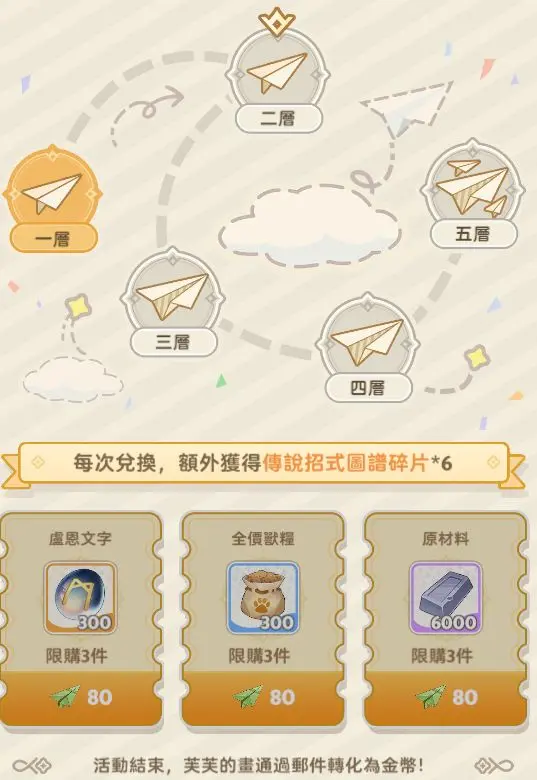 二層
一層
五層
三層
四層
每次兌換，額外獲得傳說招式圖譜碎片*6
盧恩文字
全價獸糧
原材料
300
300
6000
限購3件
限購3件
限購3件
80
80
80
活動結束，芙芙的畫通過郵件轉化為金幣！